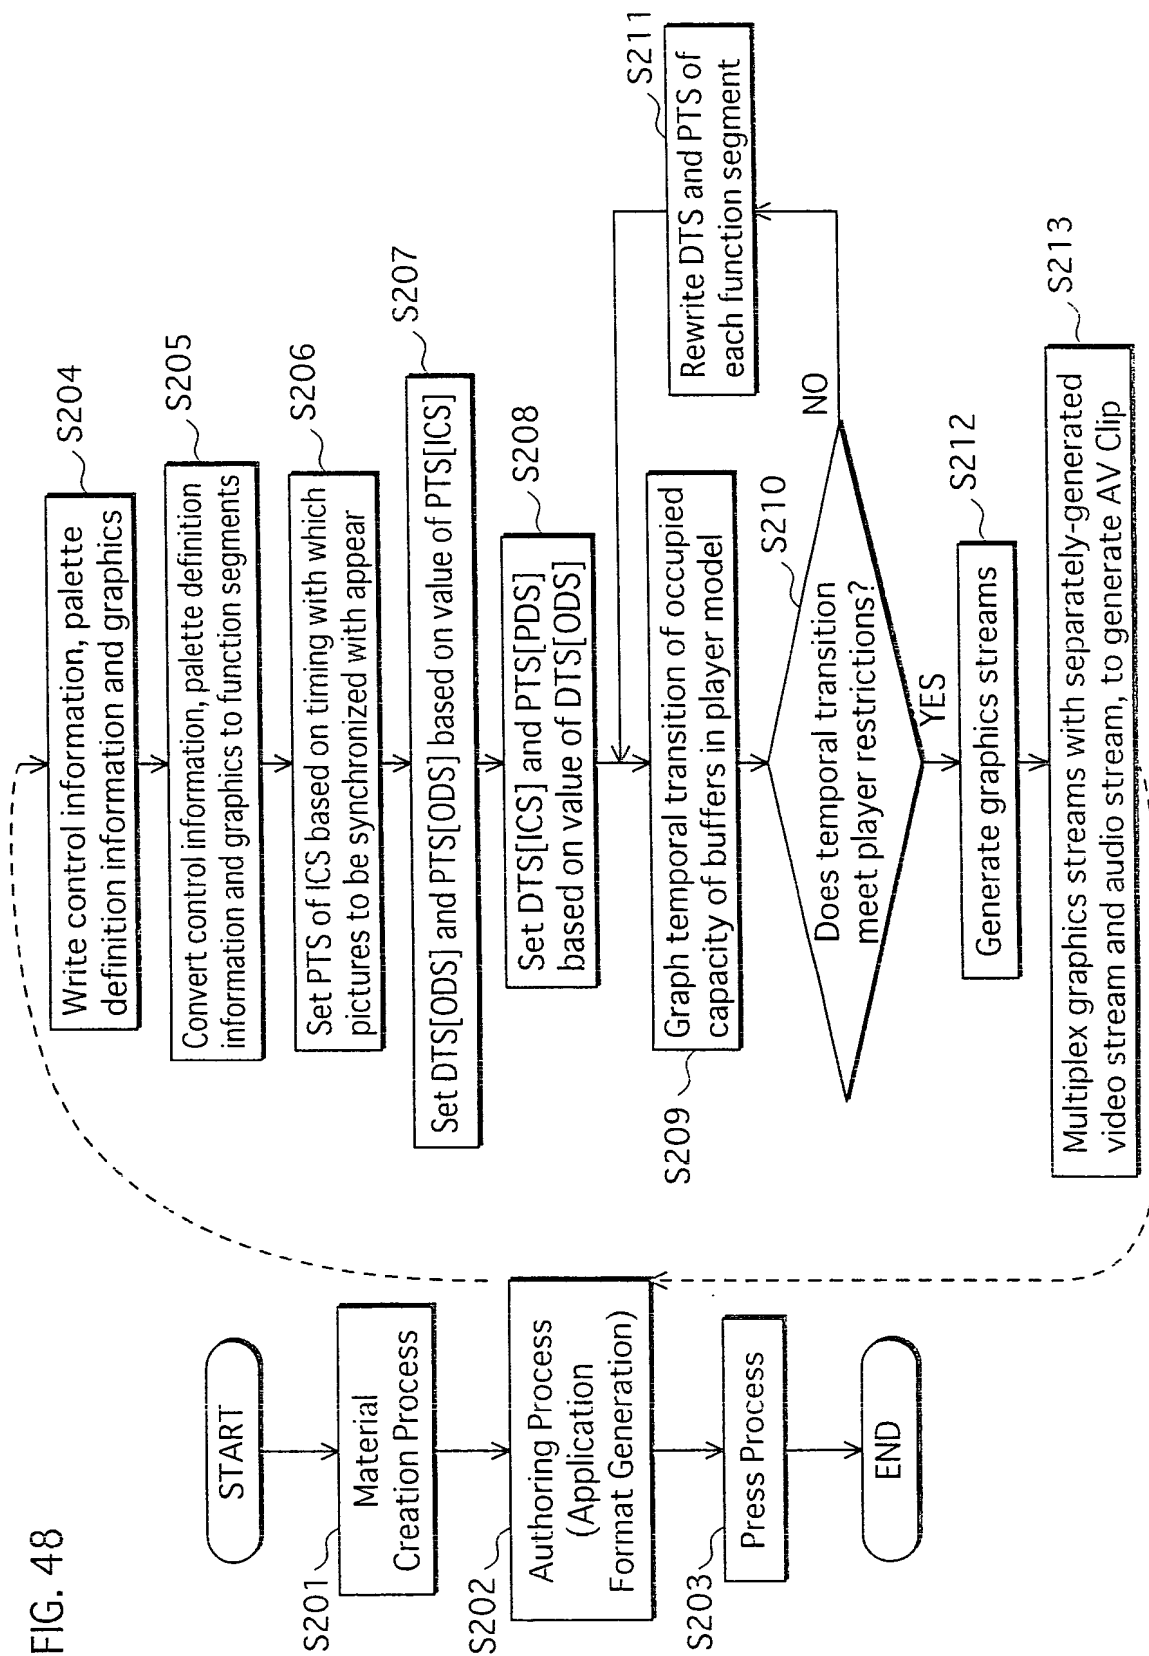 FIG. 48
START
S201
Material
Creation Process
S202
Authoring Process
(Application
Format Generation)
S203
Press Process
END
S204
Write control information, palette
definition information and graphics
S205
Convert control information, palette definition
information and graphics to function segments
S206
Set PTS of ICS based on timing with which
pictures to be synchronized with appear
S207
Set DTS[ODS] and PTS[ODS] based on value of PTS[ICS]
S208
Set DTS[ICS] and PTS[PDS]
based on value of DTS[ODS]
S209
Graph temporal transition of occupied
capacity of buffers in player model
S210
Does temporal transition
meet player restrictions?
NO
S211
Rewrite DTS and PTS of
each function segment
YES
S212
Generate graphics streams
S213
Multiplex graphics streams with separately-generated
video stream and audio stream, to generate AV Clip